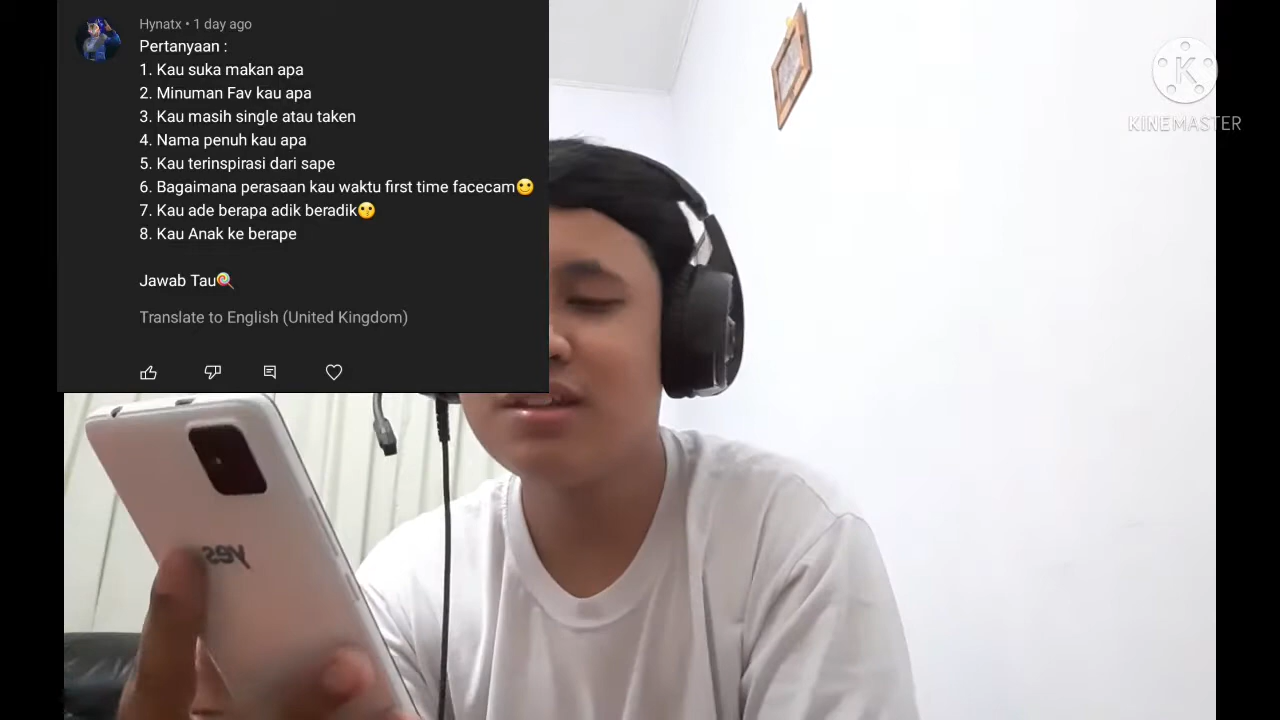 Hynatx • 1 day ago
Pertanyaan :
1. Kau suka makan apa
2. Minuman Fav kau apa
3. Kau masih single atau taken
4. Nama penuh kau apa
5. Kau terinspirasi dari sape
6. Bagaimana perasaan kau waktu first time facecam🙂
7. Kau ade berapa adik beradik😗
8. Kau Anak ke berape
Jawab Tau🍭
Translate to English (United Kingdom)
K
KINEMASTER
yes